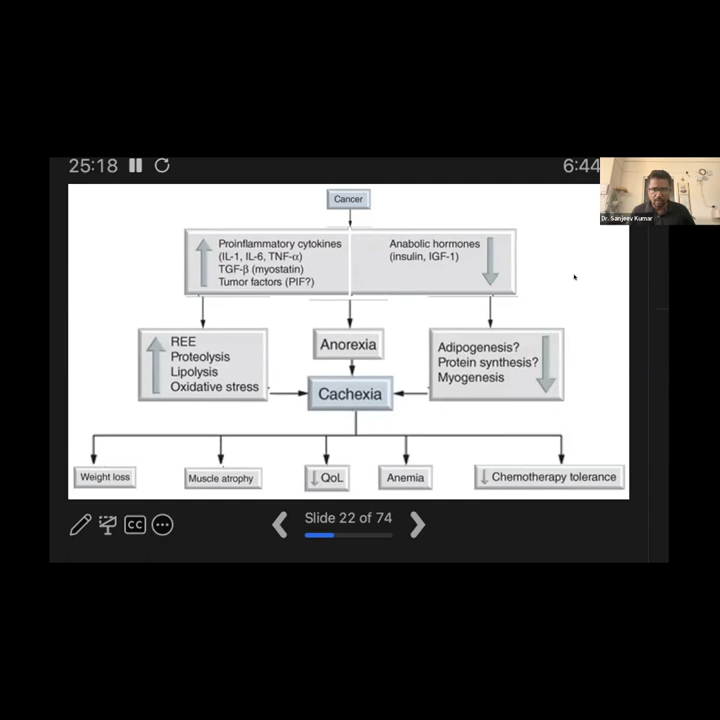 25:18
6:44
Dr. Sanjeev Kumar
Cancer
Proinflammatory cytokines
(IL-1, IL-6, TNF-α)
TGF-β (myostatin)
Tumor factors (PIF?)
Anabolic hormones
(insulin, IGF-1)
REE
Proteolysis
Lipolysis
Oxidative stress
Anorexia
Adipogenesis?
Protein synthesis?
Myogenesis
Cachexia
Weight loss
Muscle atrophy
↓ QoL
Anemia
↓ Chemotherapy tolerance
CC
Slide 22 of 74